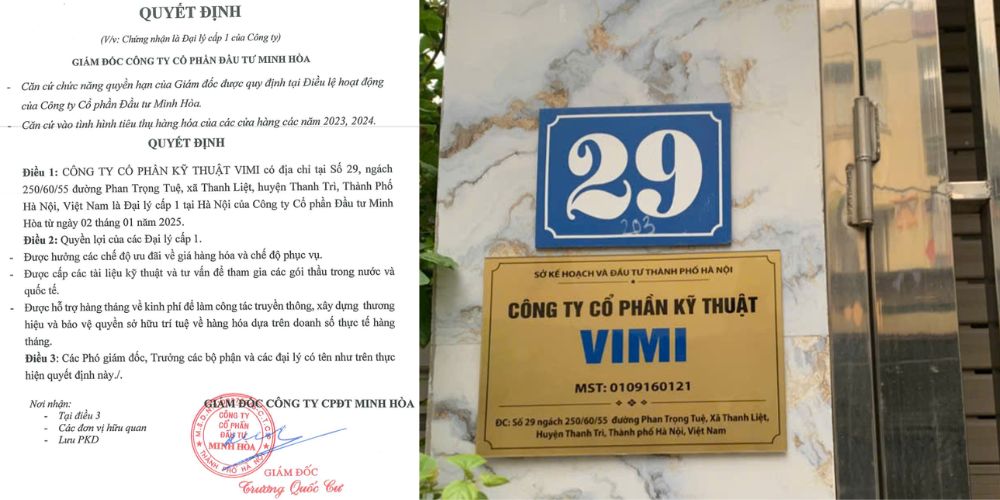 QUYẾT ĐỊNH
(V/v: Chứng nhận là Đại lý cấp 1 của Công ty)
GIÁM ĐỐC CÔNG TY CỔ PHẦN ĐẦU TƯ MINH HÒA
- Căn cứ chức năng quyền hạn của Giám đốc được quy định tại Điều lệ hoạt động
của Công ty Cổ phần Đầu tư Minh Hòa.
- Căn cứ vào tình hình tiêu thụ hàng hóa của các cửa hàng các năm 2023, 2024.
QUYẾT ĐỊNH
Điều 1: CÔNG TY CỔ PHẦN KỸ THUẬT VIMI có địa chỉ tại Số 29, ngách
250/60/55 đường Phan Trọng Tuệ, xã Thanh Liệt, huyện Thanh Trì, Thành Phố
Hà Nội, Việt Nam là Đại lý cấp 1 tại Hà Nội của Công ty Cổ phần Đầu tư Minh
Hòa từ ngày 02 tháng 01 năm 2025.
Điều 2: Quyền lợi của các Đại lý cấp 1.
- Được hưởng các chế độ ưu đãi về giá hàng hóa và chế độ phục vụ.
- Được cấp các tài liệu kỹ thuật và tư vấn để tham gia các gói thầu trong nước và
quốc tế.
- Được hỗ trợ hàng tháng về kinh phí để làm công tác truyền thông, xây dựng thương
hiệu và bảo vệ quyền sở hữu trí tuệ về hàng hóa dựa trên doanh số thực tế hàng
tháng.
Điều 3: Các Phó giám đốc, Trưởng các bộ phận và các đại lý có tên như trên thực
hiện quyết định này./.
Nơi nhận:
- Tại điều 3
- Các đơn vị hữu quan
- Lưu PKD
GIÁM ĐỐC CÔNG TY CPĐT MINH HÒA
CÔNG TY
CỔ PHẦN
ĐẦU TƯ
MINH HÒA
THÀNH PHỐ HÀ NỘI
GIÁM ĐỐC
Trương Quốc Cư
29
203
SỞ KẾ HOẠCH VÀ ĐẦU TƯ THÀNH PHỐ HÀ NỘI
CÔNG TY CỔ PHẦN KỸ THUẬT
VIMI
MST: 0109160121
ĐC: Số 29 ngách 250/60/55 đường Phan Trọng Tuệ, Xã Thanh Liệt,
Huyện Thanh Trì, Thành phố Hà Nội, Việt Nam